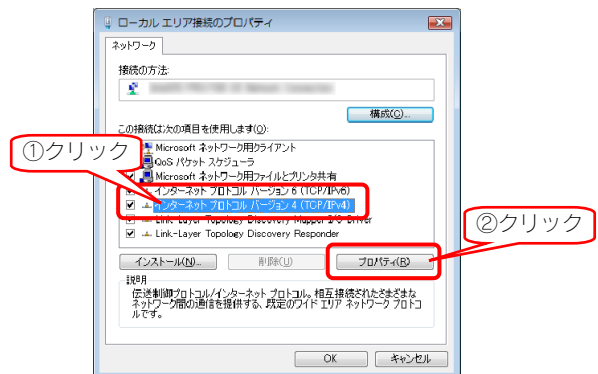 ローカル エリア接続のプロパティ
ネットワーク
接続の方法:
構成(C)...
この接続は次の項目を使用します(O):
Microsoft ネットワーク用クライアント
QoS パケット スケジューラ
Microsoft ネットワーク用ファイルとプリンタ共有
インターネット プロトコル バージョン 6 (TCP/IPv6)
インターネット プロトコル バージョン 4 (TCP/IPv4)
Link-Layer Topology Discovery Mapper I/O Driver
Link-Layer Topology Discovery Responder
①クリック
②クリック
インストール(N)...
削除(U)
プロパティ(R)
説明
伝送制御プロトコル/インターネット プロトコル。相互接続されたさまざまな
ネットワーク間の通信を提供する、既定のワイド エリア ネットワーク プロトコ
ルです。
OK
キャンセル